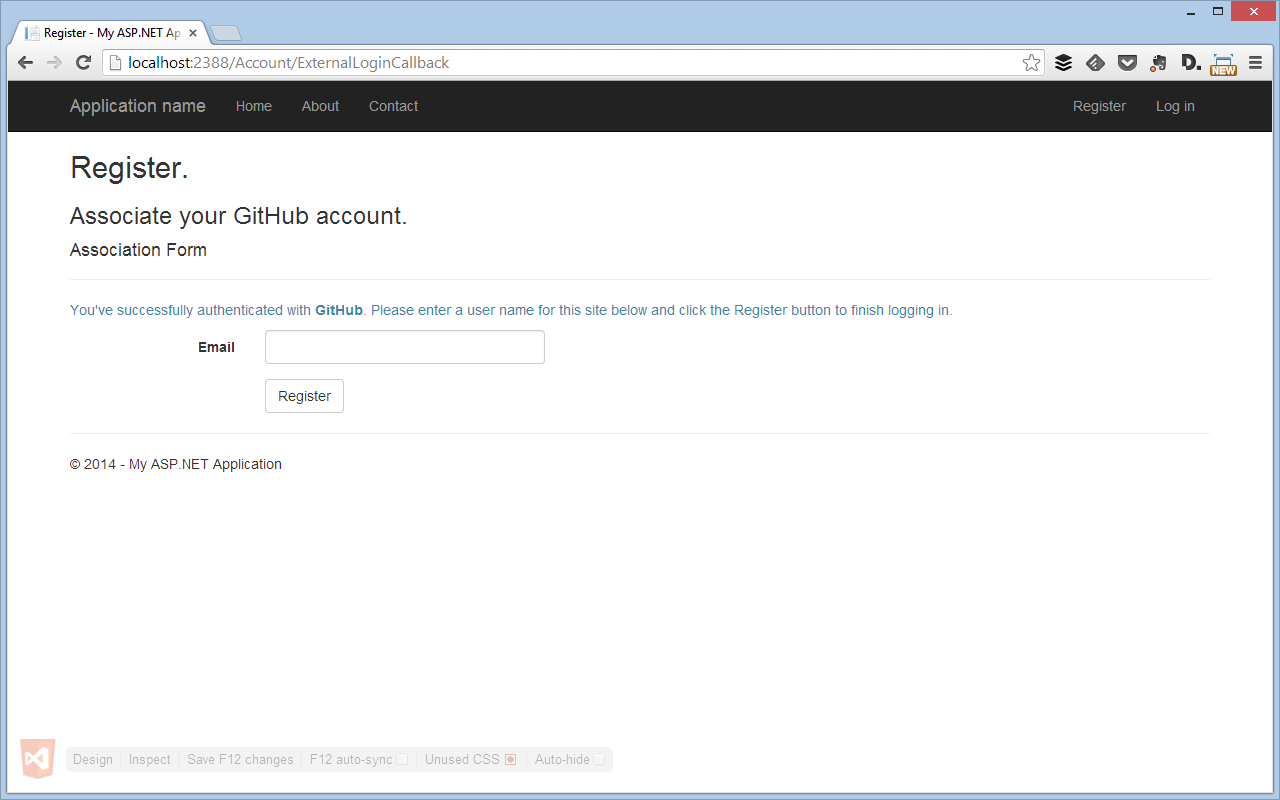 Register - My ASP.NET Ap
localhost:2388/Account/ExternalLoginCallback
D.
NEW
Application name Home About Contact Register Log in
Register.
Associate your GitHub account.
Association Form
You've successfully authenticated with GitHub. Please enter a user name for this site below and click the Register button to finish logging in.
Email
Register
© 2014 - My ASP.NET Application
Design Inspect Save F12 changes F12 auto-sync Unused CSS Auto-hide